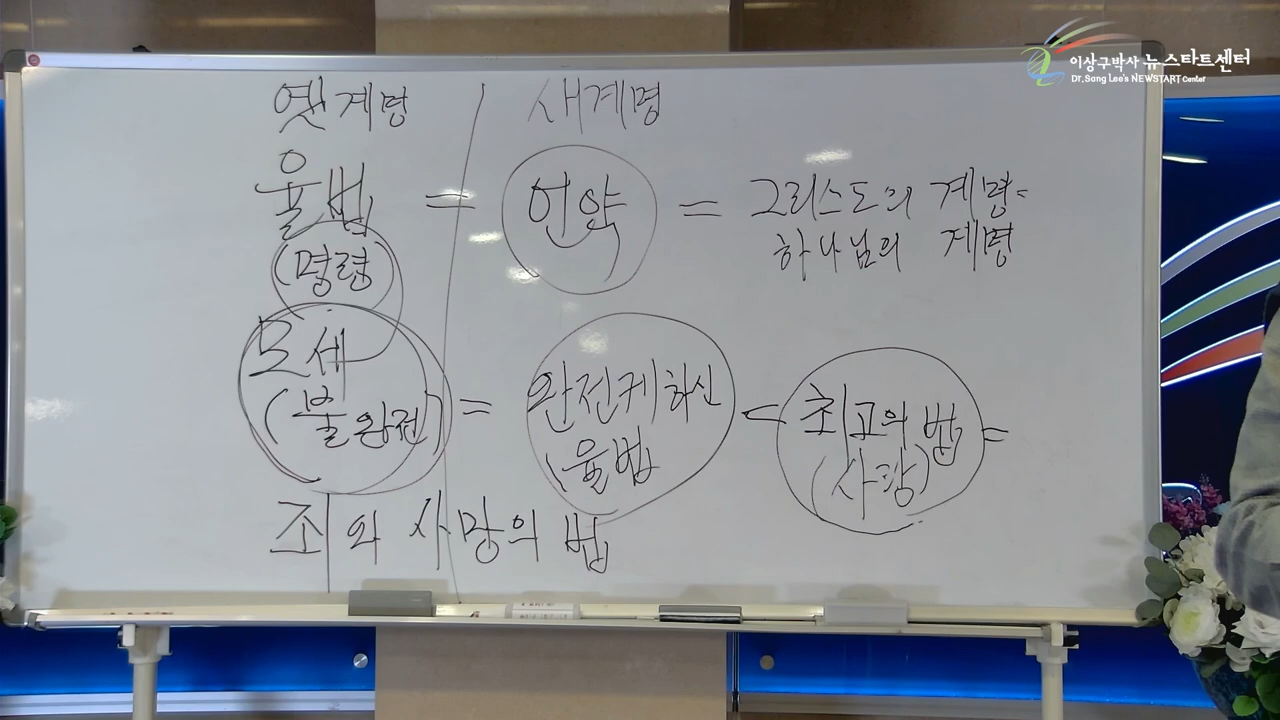 이상구박사 뉴스타트센터
Dr. Sang Lee's NEWSTART Center
옛계명 새계명
율법 = 언약 = 그리스도의 계명=
(명령) 하나님의 계명
모세 = 완전케하신 < 최고의 법 =
(불완전) (율법 (사랑)
죄와 사망의 법